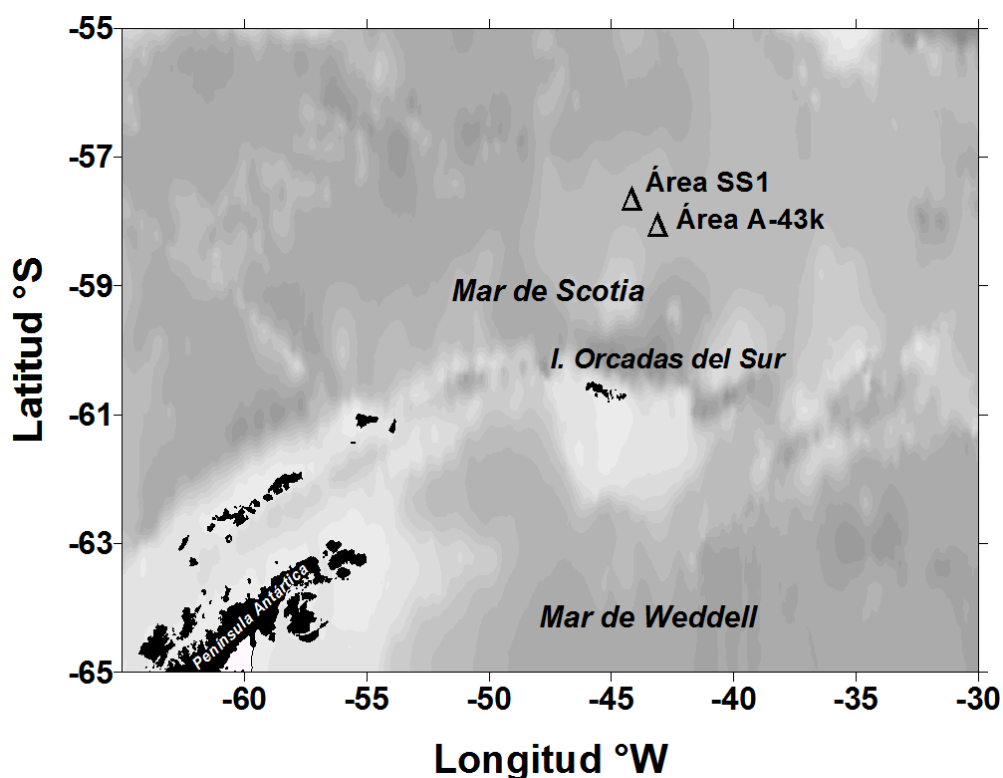 -55
-57
Área SS1
Área A-43k
-59
Mar de Scotia
I. Orcadas del Sur
-61
-63
Península Antártica
Mar de Weddell
-65
Latitud °S
-60 -55 -50 -45 -40 -35 -30
Longitud °W